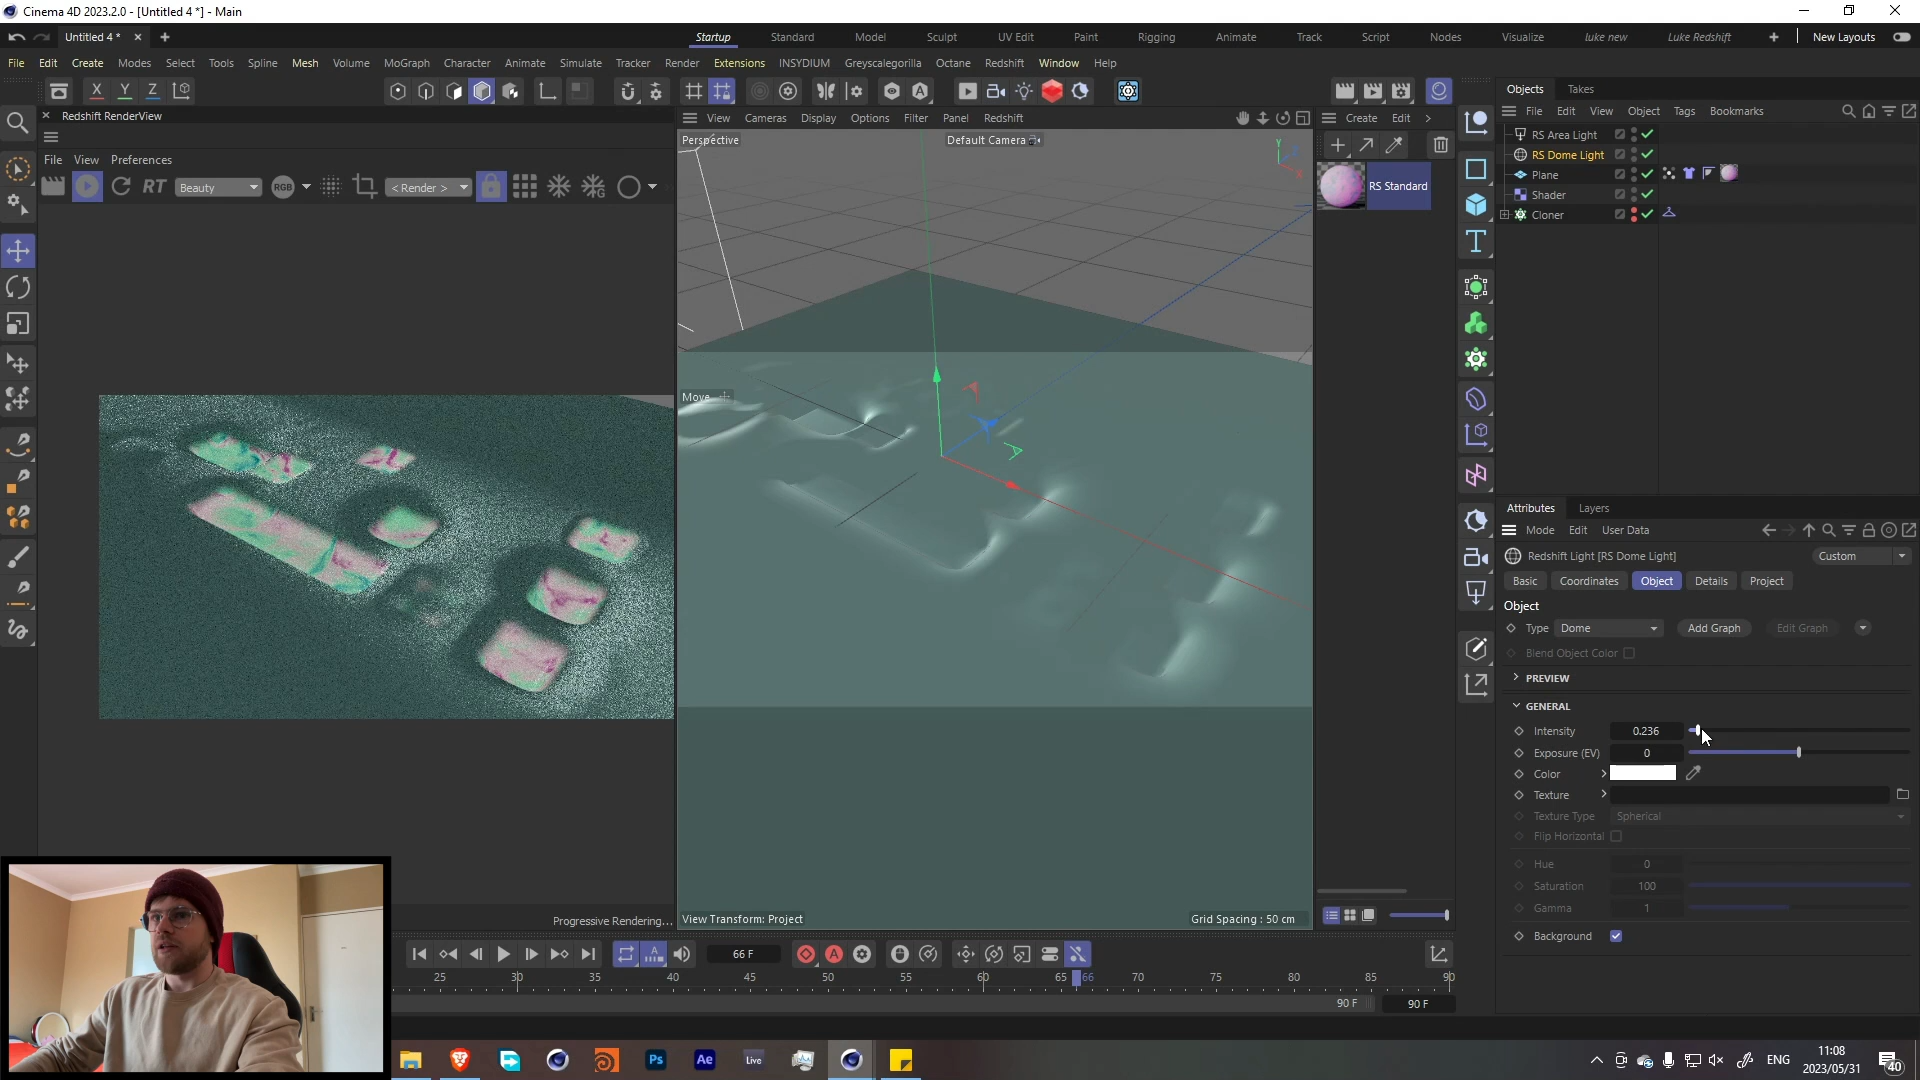 Cinema 4D 2023.2.0 - [Untitled 4 *] - Main
Untitled 4 *
Startup Standard Model Sculpt UV Edit Paint Rigging Animate Track Script Nodes Visualize luke new Luke Redshift New Layouts
File Edit Create Modes Select Tools Spline Mesh Volume MoGraph Character Animate Simulate Tracker Render Extensions INSYDIUM Greyscalegorilla Octane Redshift Window Help
X Y Z
Redshift RenderView
File View Preferences
RT Beauty RGB < Render >
View Cameras Display Options Filter Panel Redshift
Perspective Default Camera
Move
View Transform: Project
Grid Spacing : 50 cm
Progressive Rendering...
Create Edit
RS Standard
Objects Takes
File Edit View Object Tags Bookmarks
RS Area Light
RS Dome Light
Plane
Shader
Cloner
Attributes Layers
Mode Edit User Data
Redshift Light [RS Dome Light] Custom
Basic Coordinates Object Details Project
Object
Type Dome Add Graph Edit Graph
Blend Object Color
PREVIEW
GENERAL
Intensity 0.236
Exposure (EV) 0
Color
Texture
Texture Type Spherical
Flip Horizontal
Hue 0
Saturation 100
Gamma 1
Background
66 F
25 30 35 40 45 50 55 60 65 66 70 75 80 85 90
90 F 90 F
Ps Ae Live
ENG
11:08
2023/05/31
40